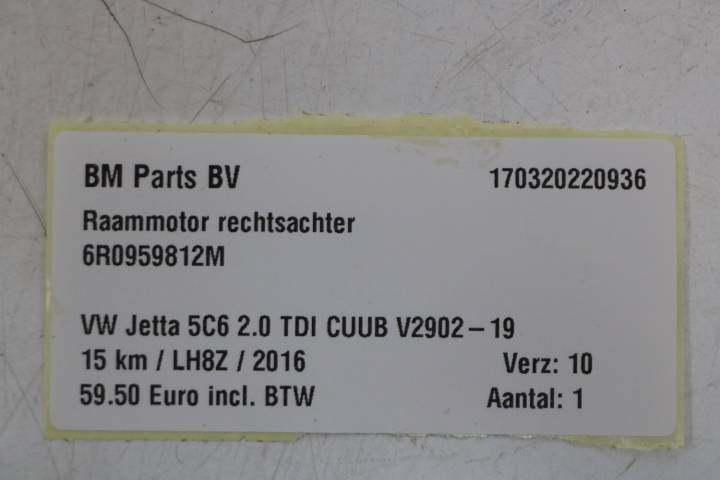 BM Parts BV 170320220936
Raammotor rechtsachter
6R0959812M
VW Jetta 5C6 2.0 TDI CUUB V2902-19
15 km / LH8Z / 2016 Verz: 10
59.50 Euro incl. BTW Aantal: 1